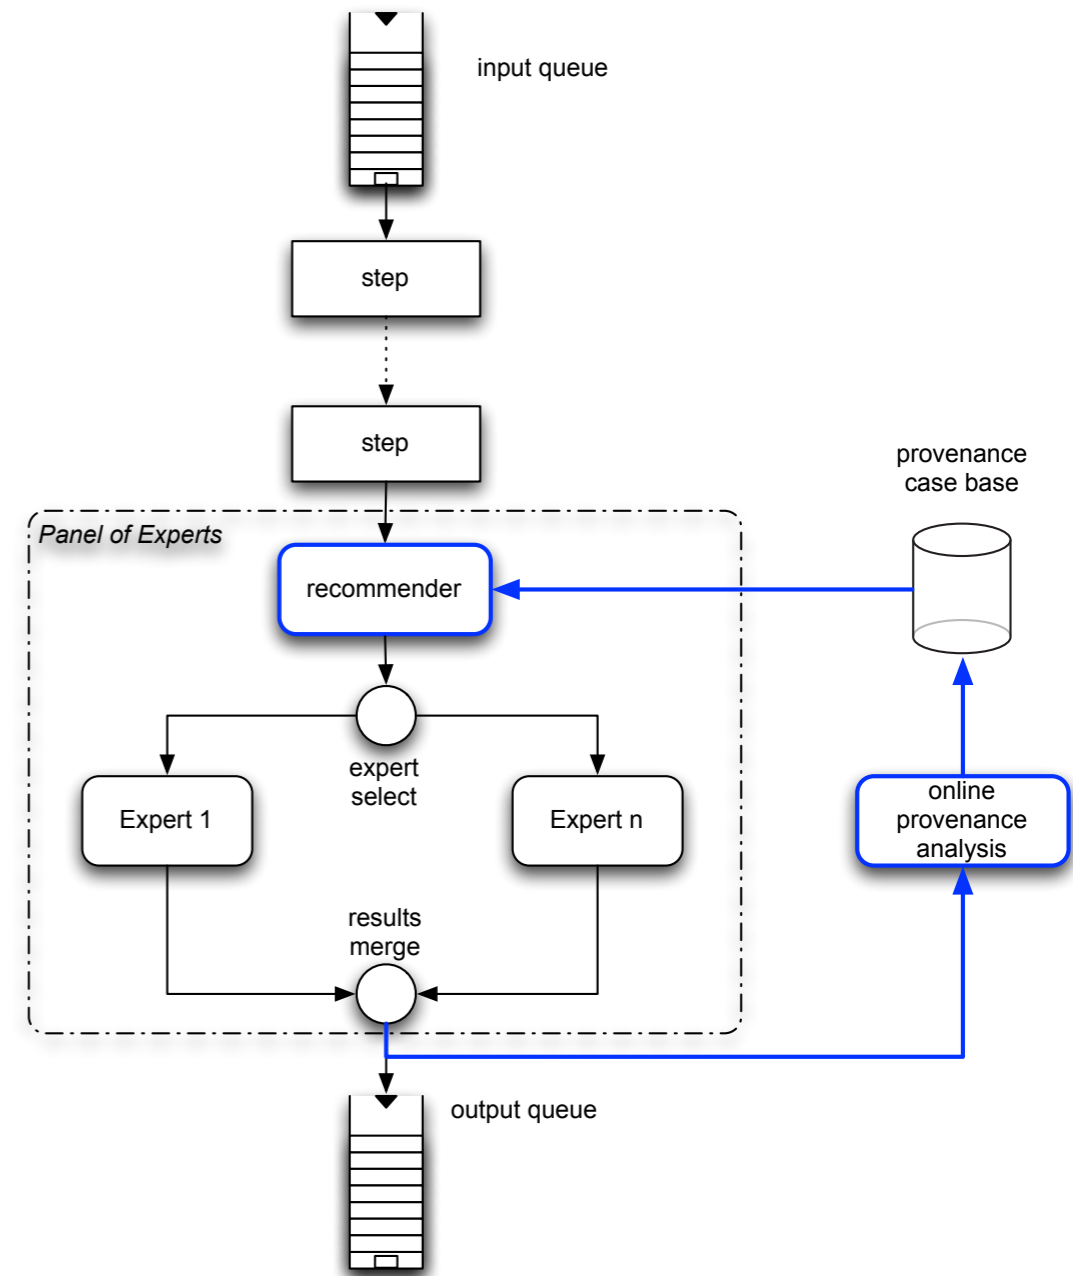 input queue
step
step
provenance
case base
Panel of Experts
recommender
expert
select
Expert 1
Expert n
online
provenance
analysis
results
merge
output queue